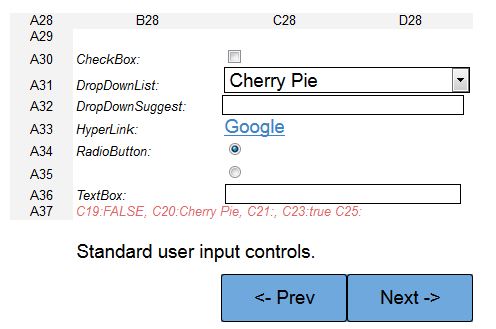 A28 B28 C28 D28
A29
A30 CheckBox:
A31 DropDownList: Cherry Pie
A32 DropDownSuggest:
A33 HyperLink: Google
A34 RadioButton:
A35
A36 TextBox:
A37 C19:FALSE, C20:Cherry Pie, C21:, C23:true C25:
Standard user input controls.
<- Prev Next ->